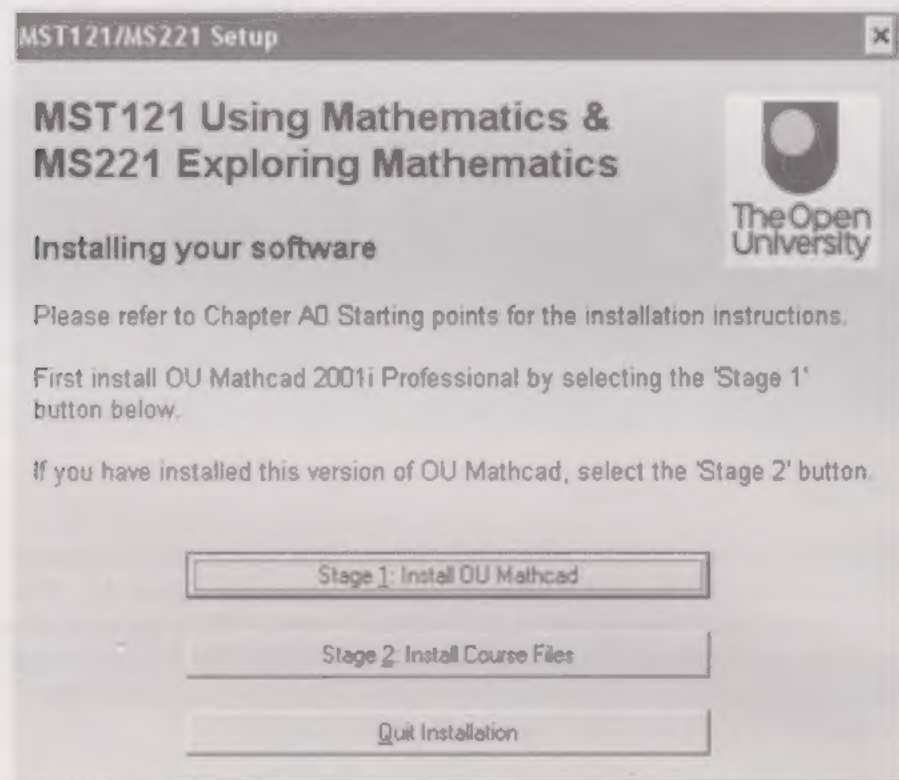 MST121/MS221 Setup
MST121 Using Mathematics &
MS221 Exploring Mathematics
The Open
University
Installing your software
Please refer to Chapter A0 Starting points for the installation instructions.
First install OU Mathcad 2001i Professional by selecting the 'Stage 1'
button below.
If you have installed this version of OU Mathcad, select the 'Stage 2' button.
Stage 1: Install OU Mathcad
Stage 2: Install Course Files
Quit Installation